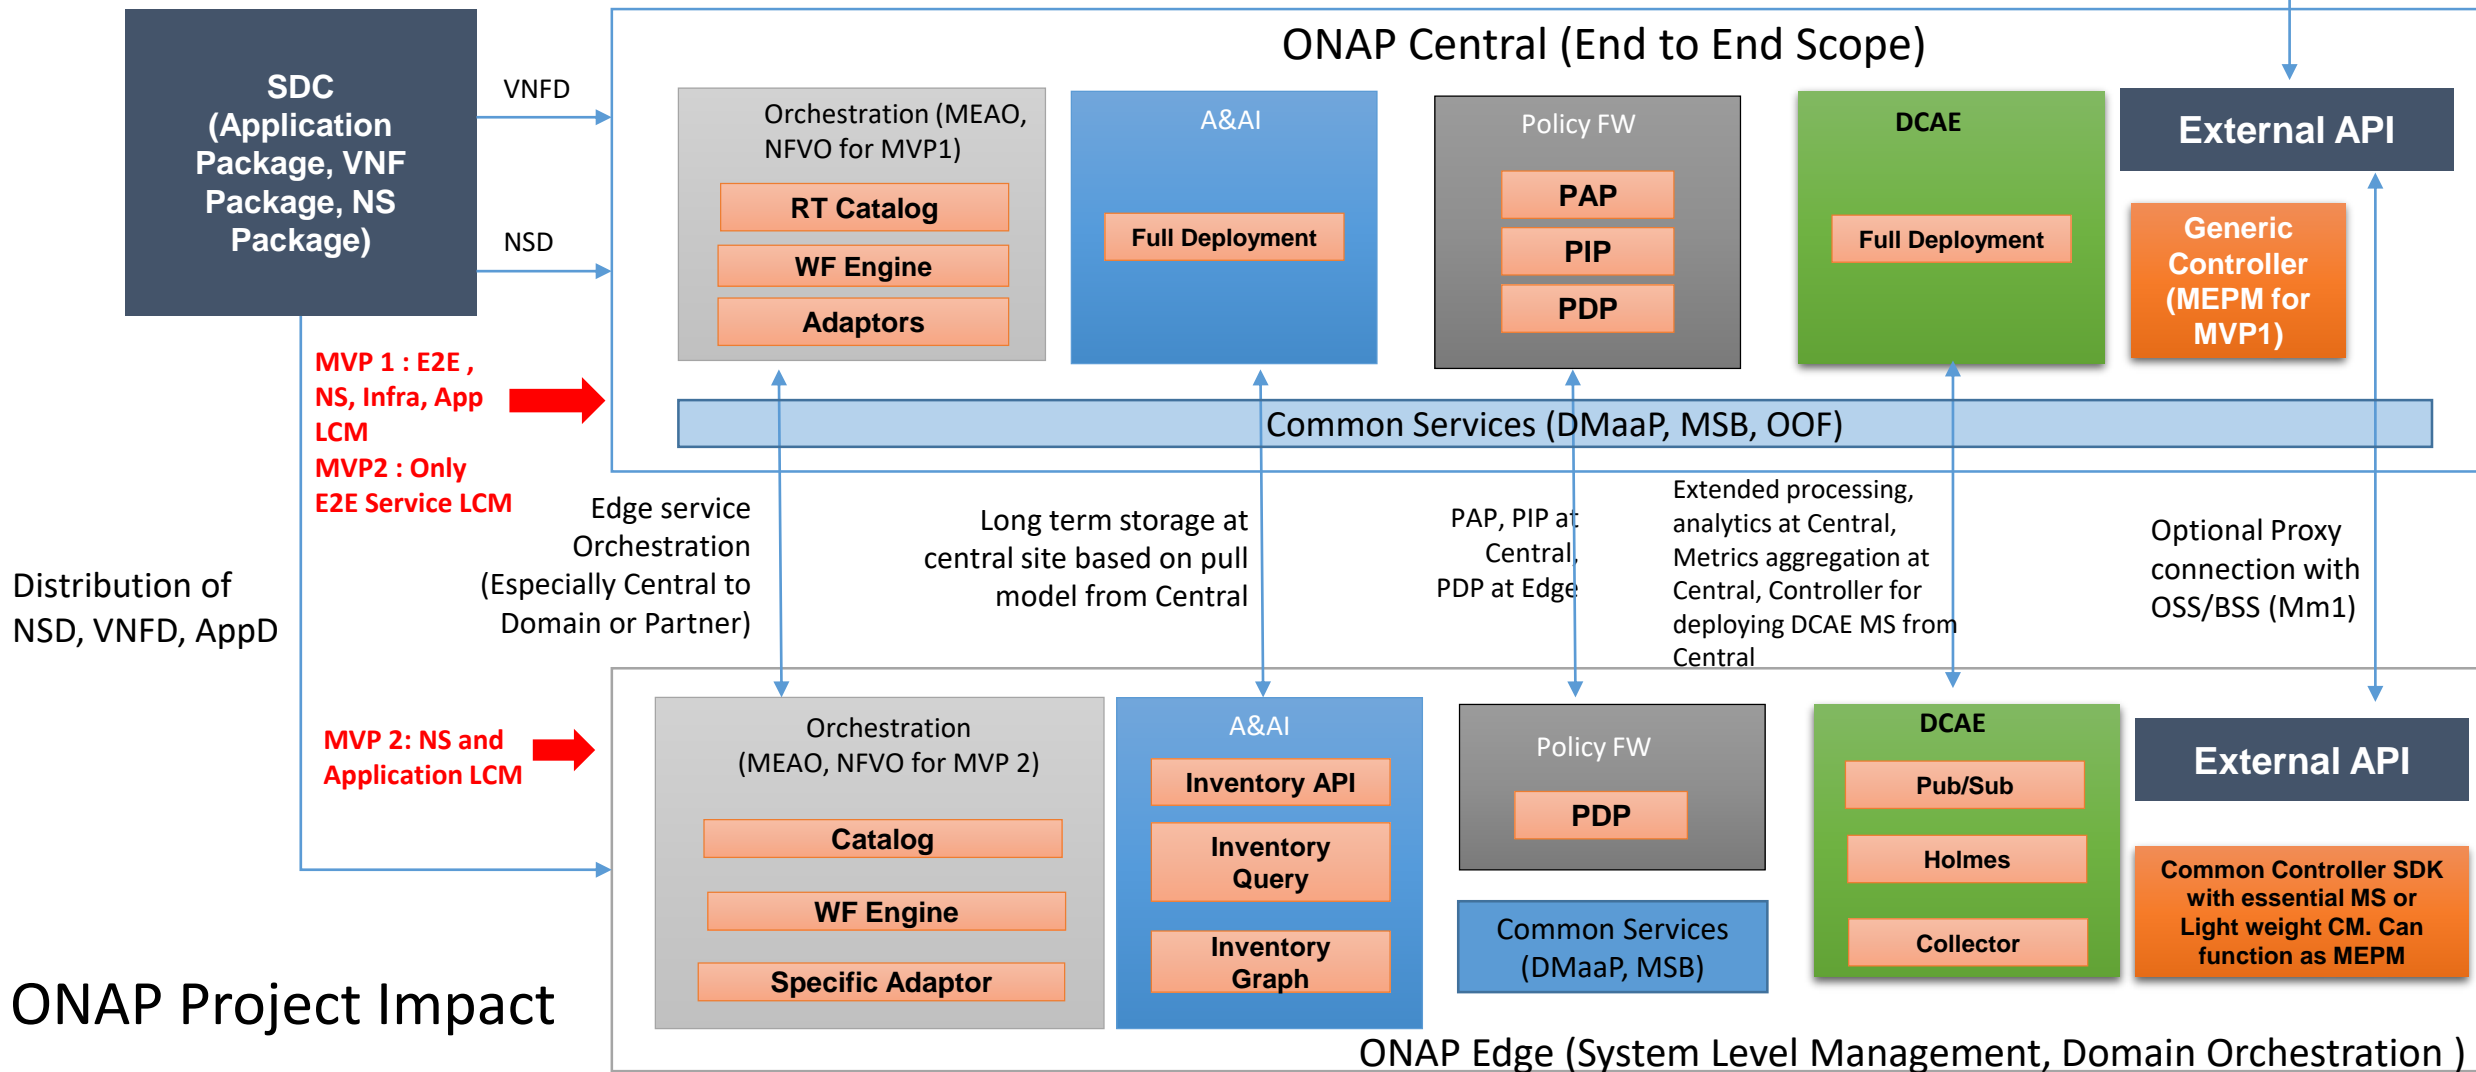 ONAP Central (End to End Scope)
SDC
(Application
Package, VNF
Package, NS
Package)
VNFD
NSD
Orchestration (MEAO,
NFVO for MVP1)
RT Catalog
WF Engine
Adaptors
A&AI
Full Deployment
Policy FW
PAP
PIP
PDP
DCAE
Full Deployment
External API
Generic
Controller
(MEPM for
MVP1)
MVP 1 : E2E ,
NS, Infra, App
LCM
MVP2 : Only
E2E Service LCM
Common Services (DMaaP, MSB, OOF)
Distribution of
NSD, VNFD, AppD
Edge service
Orchestration
(Especially Central to
Domain or Partner)
Long term storage at
central site based on pull
model from Central
PAP, PIP at
Central,
PDP at Edge
Extended processing,
analytics at Central,
Metrics aggregation at
Central, Controller for
deploying DCAE MS from
Central
Optional Proxy
connection with
OSS/BSS (Mm1)
MVP 2: NS and
Application LCM
Orchestration
(MEAO, NFVO for MVP 2)
Catalog
WF Engine
Specific Adaptor
A&AI
Inventory API
Inventory
Query
Inventory
Graph
Policy FW
PDP
Common Services
(DMaaP, MSB)
DCAE
Pub/Sub
Holmes
Collector
External API
Common Controller SDK
with essential MS or
Light weight CM. Can
function as MEPM
ONAP Project Impact
ONAP Edge (System Level Management, Domain Orchestration )